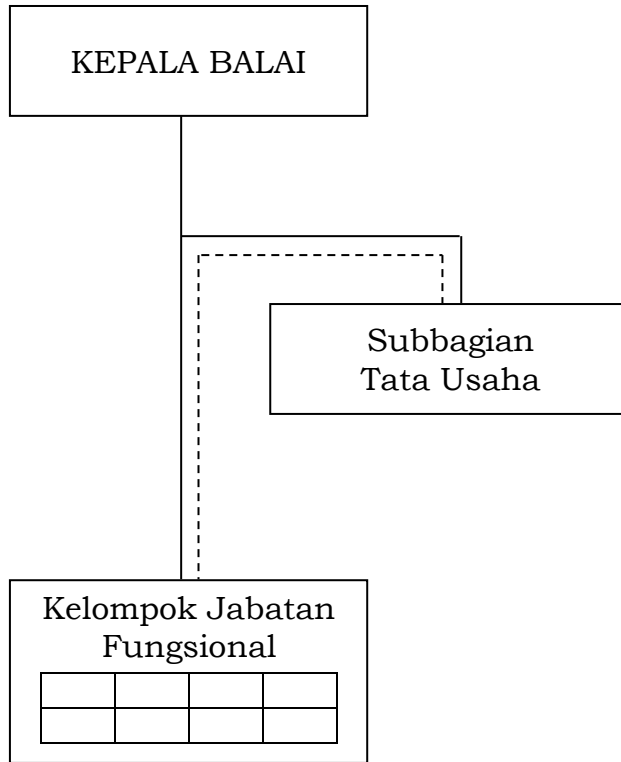 KEPALA BALAI
Subbagian
Tata Usaha
Kelompok Jabatan
Fungsional